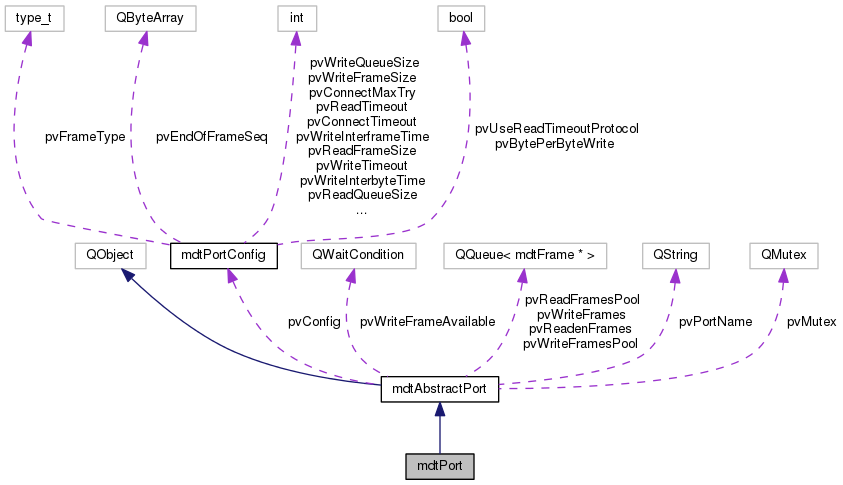 type_t
QByteArray
int
bool
pvWriteQueueSize
pvWriteFrameSize
pvConnectMaxTry
pvReadTimeout
pvConnectTimeout
pvWriteInterframeTime
pvReadFrameSize
pvWriteTimeout
pvWriteInterbyteTime
pvReadQueueSize
...
pvFrameType
pvEndOfFrameSeq
pvUseReadTimeoutProtocol
pvBytePerByteWrite
QObject
mdtPortConfig
QWaitCondition
QQueue< mdtFrame * >
QString
QMutex
pvConfig
pvWriteFrameAvailable
pvReadFramesPool
pvWriteFrames
pvReadenFrames
pvWriteFramesPool
pvPortName
pvMutex
mdtAbstractPort
mdtPort